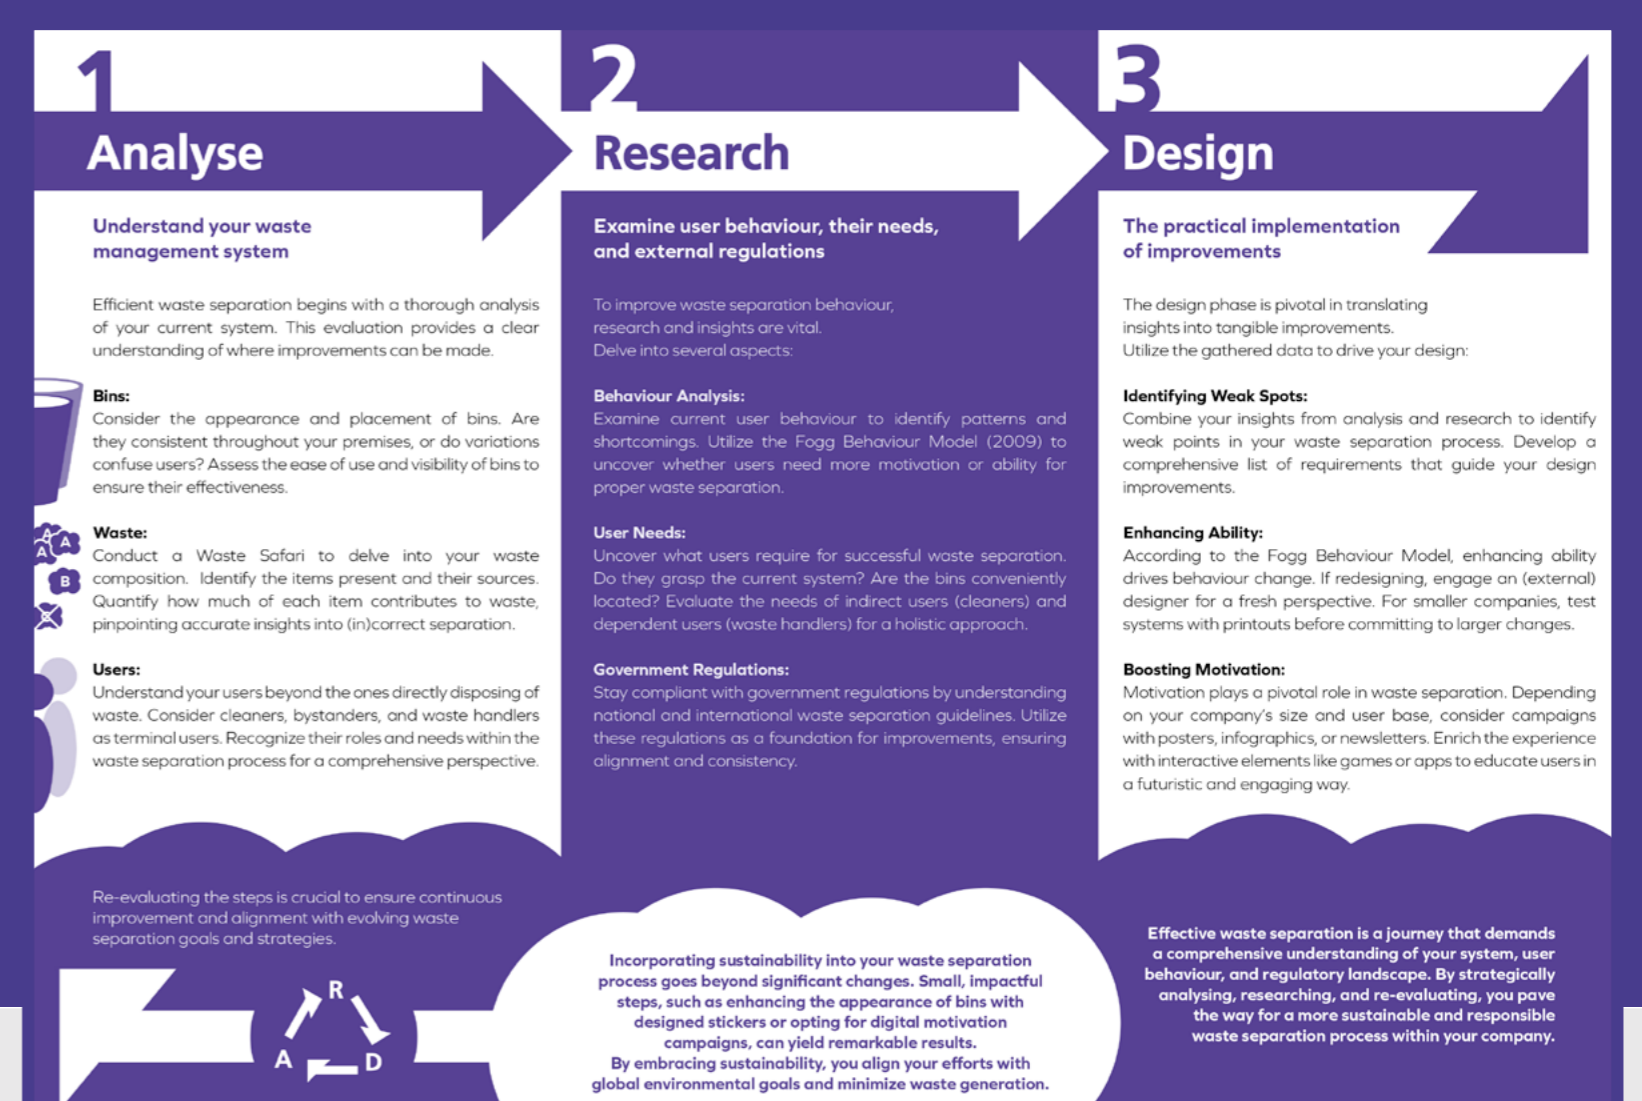 1
Analyse
Understand your waste
management system
Efficient waste separation begins with a thorough analysis
of your current system. This evaluation provides a clear
understanding of where improvements can be made.
Bins:
Consider the appearance and placement of bins. Are
they consistent throughout your premises, or do variations
confuse users? Assess the ease of use and visibility of bins to
ensure their effectiveness.
A
A
A
B
Waste:
Conduct a Waste Safari to delve into your waste
composition. Identify the items present and their sources.
Quantify how much of each item contributes to waste,
pinpointing accurate insights into (in)correct separation.
Users:
Understand your users beyond the ones directly disposing of
waste. Consider cleaners, bystanders, and waste handlers
as terminal users. Recognize their roles and needs within the
waste separation process for a comprehensive perspective.
2
Research
Examine user behaviour, their needs,
and external regulations
To improve waste separation behaviour,
research and insights are vital.
Delve into several aspects:
Behaviour Analysis:
Examine current user behaviour to identify patterns and
shortcomings. Utilize the Fogg Behaviour Model (2009) to
uncover whether users need more motivation or ability for
proper waste separation.
User Needs:
Uncover what users require for successful waste separation.
Do they grasp the current system? Are the bins conveniently
located? Evaluate the needs of indirect users (cleaners) and
dependent users (waste handlers) for a holistic approach.
Government Regulations:
Stay compliant with government regulations by understanding
national and international waste separation guidelines. Utilize
these regulations as a foundation for improvements, ensuring
alignment and consistency.
3
Design
The practical implementation
of improvements
The design phase is pivotal in translating
insights into tangible improvements.
Utilize the gathered data to drive your design:
Identifying Weak Spots:
Combine your insights from analysis and research to identify
weak points in your waste separation process. Develop a
comprehensive list of requirements that guide your design
improvements.
Enhancing Ability:
According to the Fogg Behaviour Model, enhancing ability
drives behaviour change. If redesigning, engage an (external)
designer for a fresh perspective. For smaller companies, test
systems with printouts before committing to larger changes.
Boosting Motivation:
Motivation plays a pivotal role in waste separation. Depending
on your company's size and user base, consider campaigns
with posters, infographics, or newsletters. Enrich the experience
with interactive elements like games or apps to educate users in
a futuristic and engaging way.
Re-evaluating the steps is crucial to ensure continuous
improvement and alignment with evolving waste
separation goals and strategies.
R
A
D
Incorporating sustainability into your waste separation
process goes beyond significant changes. Small, impactful
steps, such as enhancing the appearance of bins with
designed stickers or opting for digital motivation
campaigns, can yield remarkable results.
By embracing sustainability, you align your efforts with
global environmental goals and minimize waste generation.
Effective waste separation is a journey that demands
a comprehensive understanding of your system, user
behaviour, and regulatory landscape. By strategically
analysing, researching, and re-evaluating, you pave
the way for a more sustainable and responsible
waste separation process within your company.